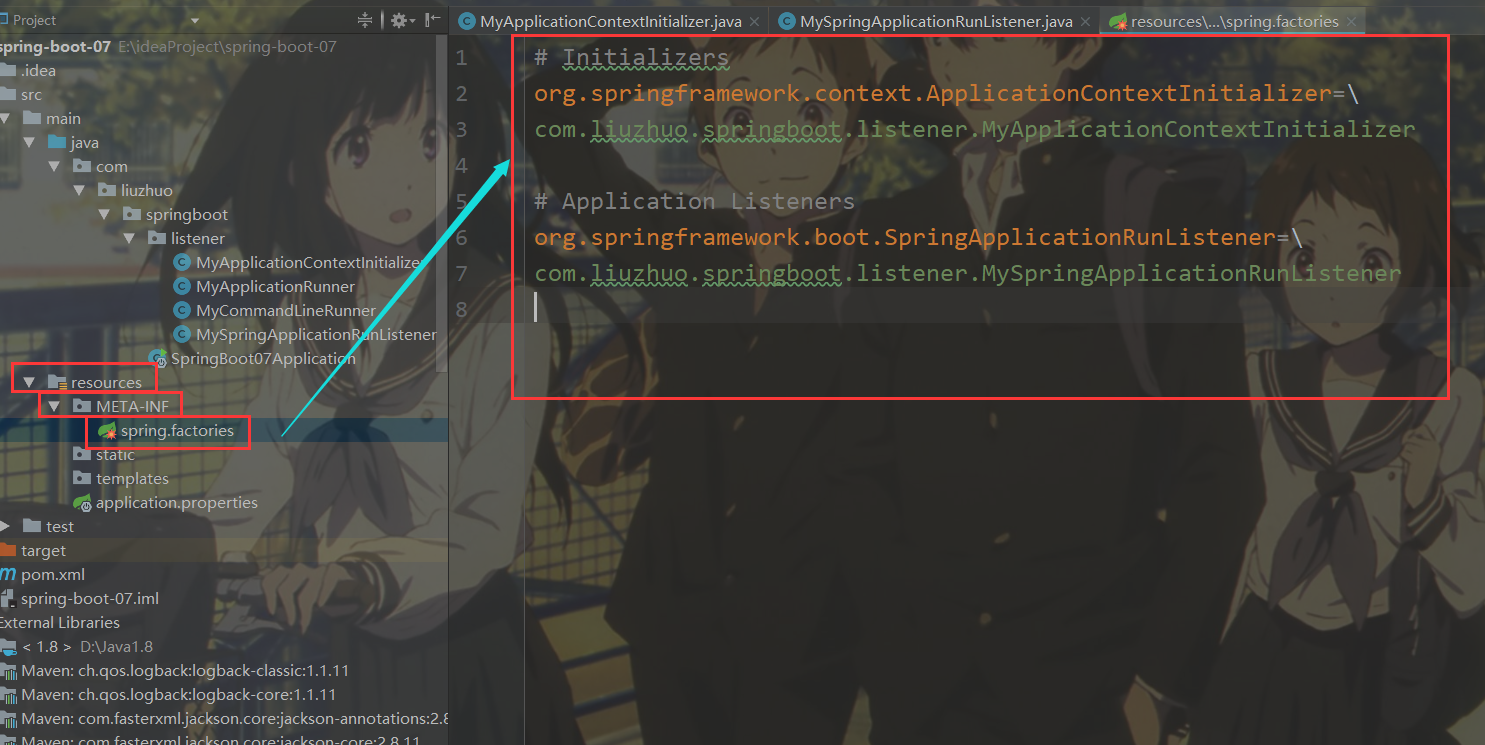 Project
spring-boot-07 E:\ideaProject\spring-boot-07
.idea
src
main
java
com
liuzhuo
springboot
listener
MyApplicationContextInitializer
MyApplicationRunner
MyCommandLineRunner
MySpringApplicationRunListener
SpringBoot07Application
resources
META-INF
spring.factories
static
templates
application.properties
test
target
pom.xml
spring-boot-07.iml
External Libraries
< 1.8 > D:\Java1.8
Maven: ch.qos.logback:logback-classic:1.1.11
Maven: ch.qos.logback:logback-core:1.1.11
Maven: com.fasterxml.jackson.core:jackson-annotations:2.8
Maven: com.fasterxml.jackson.core:jackson-core:2.8.11
MyApplicationContextInitializer.java
MySpringApplicationRunListener.java
resources\...\spring.factories
1 # Initializers
2 org.springframework.context.ApplicationContextInitializer=\
3 com.liuzhuo.springboot.listener.MyApplicationContextInitializer
4
5 # Application Listeners
6 org.springframework.boot.SpringApplicationRunListener=\
7 com.liuzhuo.springboot.listener.MySpringApplicationRunListener
8